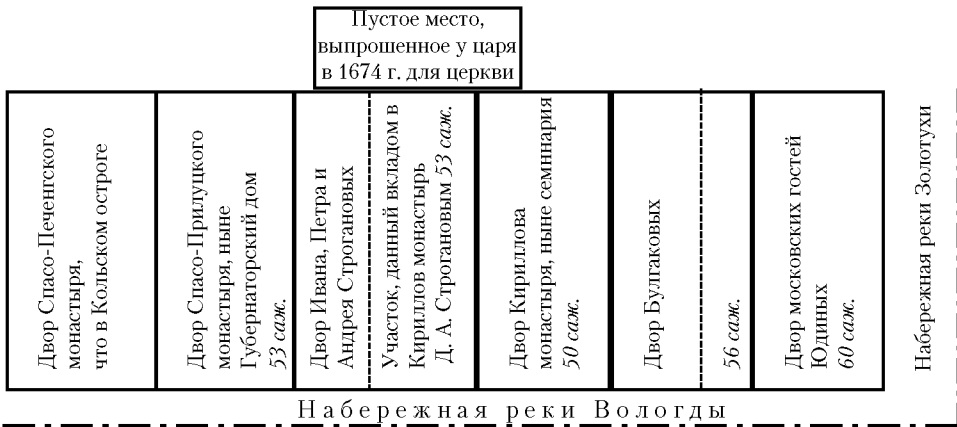 Пустое место,
выпрошенное у царя
в 1674 г. для церкви
Двор Спасо-Печенгского
монастыря,
что в Кольском остроге
Двор Спасо-Прилуцкого
монастыря, ныне
Губернаторский дом
53 саж.
Двор Ивана, Петра и
Андрея Строгановых
Участок, данный вкладом в
Кириллов монастырь
Д. А. Строгановым 53 саж.
Двор Кириллова
монастыря, ныне семннария
50 саж.
Двор Булгаковых
56 саж.
Двор московских гостей
Юдиных
60 саж.
Набережная реки Золотухи
Набережная реки Вологды